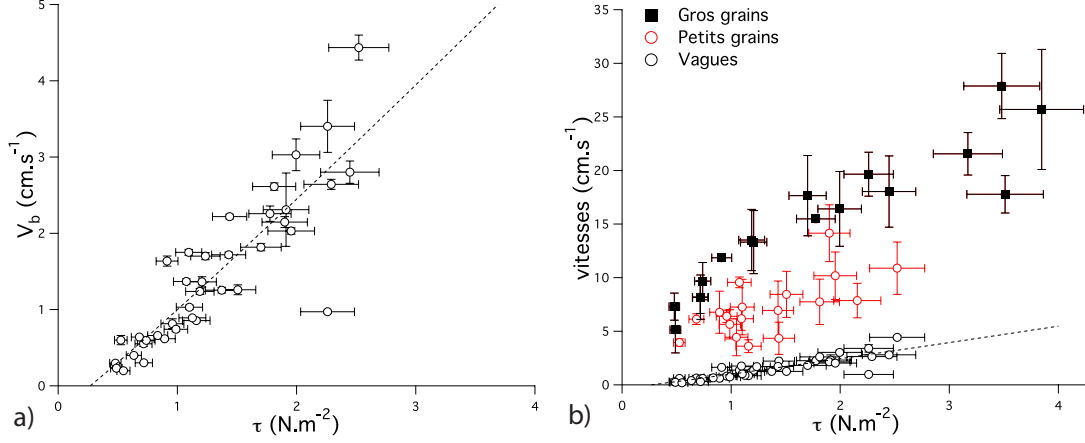 a)
5
4
3
2
1
0
V_b (cm.s⁻¹)
0 1 2 3 4
τ (N.m⁻²)
Gros grains
Petits grains
Vagues
b)
35
30
25
20
15
10
5
0
vitesses (cm.s⁻¹)
0 1 2 3 4
τ (N.m⁻²)